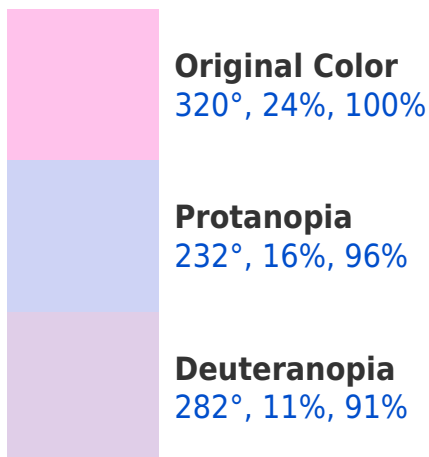 Original Color
320°, 24%, 100%
Protanopia
232°, 16%, 96%
Deuteranopia
282°, 11%, 91%